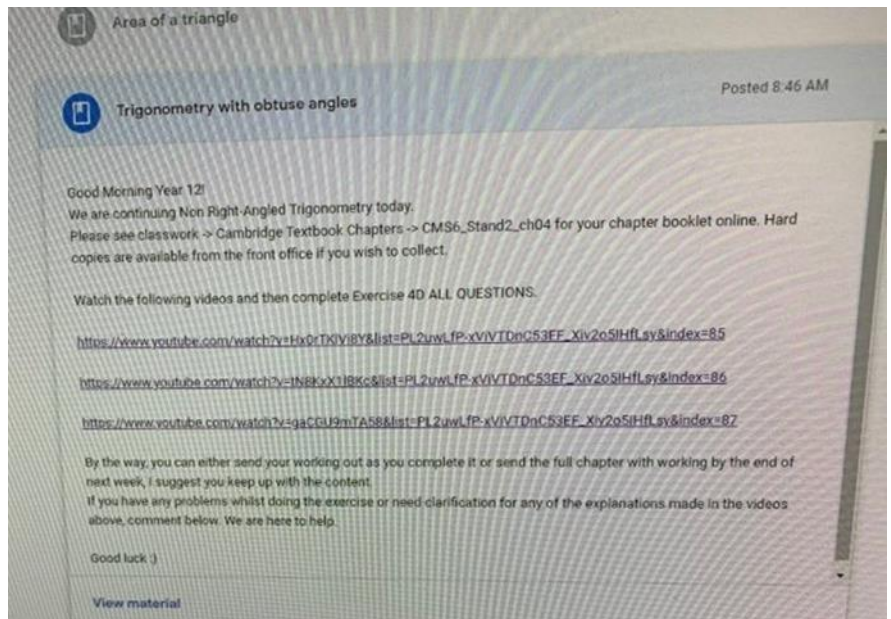 Area of a triangle
Trigonometry with obtuse angles
Posted 8:46 AM
Good Morning Year 12!
We are continuing Non Right-Angled Trigonometry today.
Please see classwork -> Cambridge Textbook Chapters -> CMS6_Stand2_ch04 for your chapter booklet online. Hard
copies are available from the front office if you wish to collect.
Watch the following videos and then complete Exercise 4D ALL QUESTIONS.
By the way, you can either send your working out as you complete it or send the full chapter with working by the end of
next week, I suggest you keep up with the content.
If you have any problems whilst doing the exercise or need clarification for any of the explanations made in the videos
above, comment below. We are here to help.
Good luck :)
View material